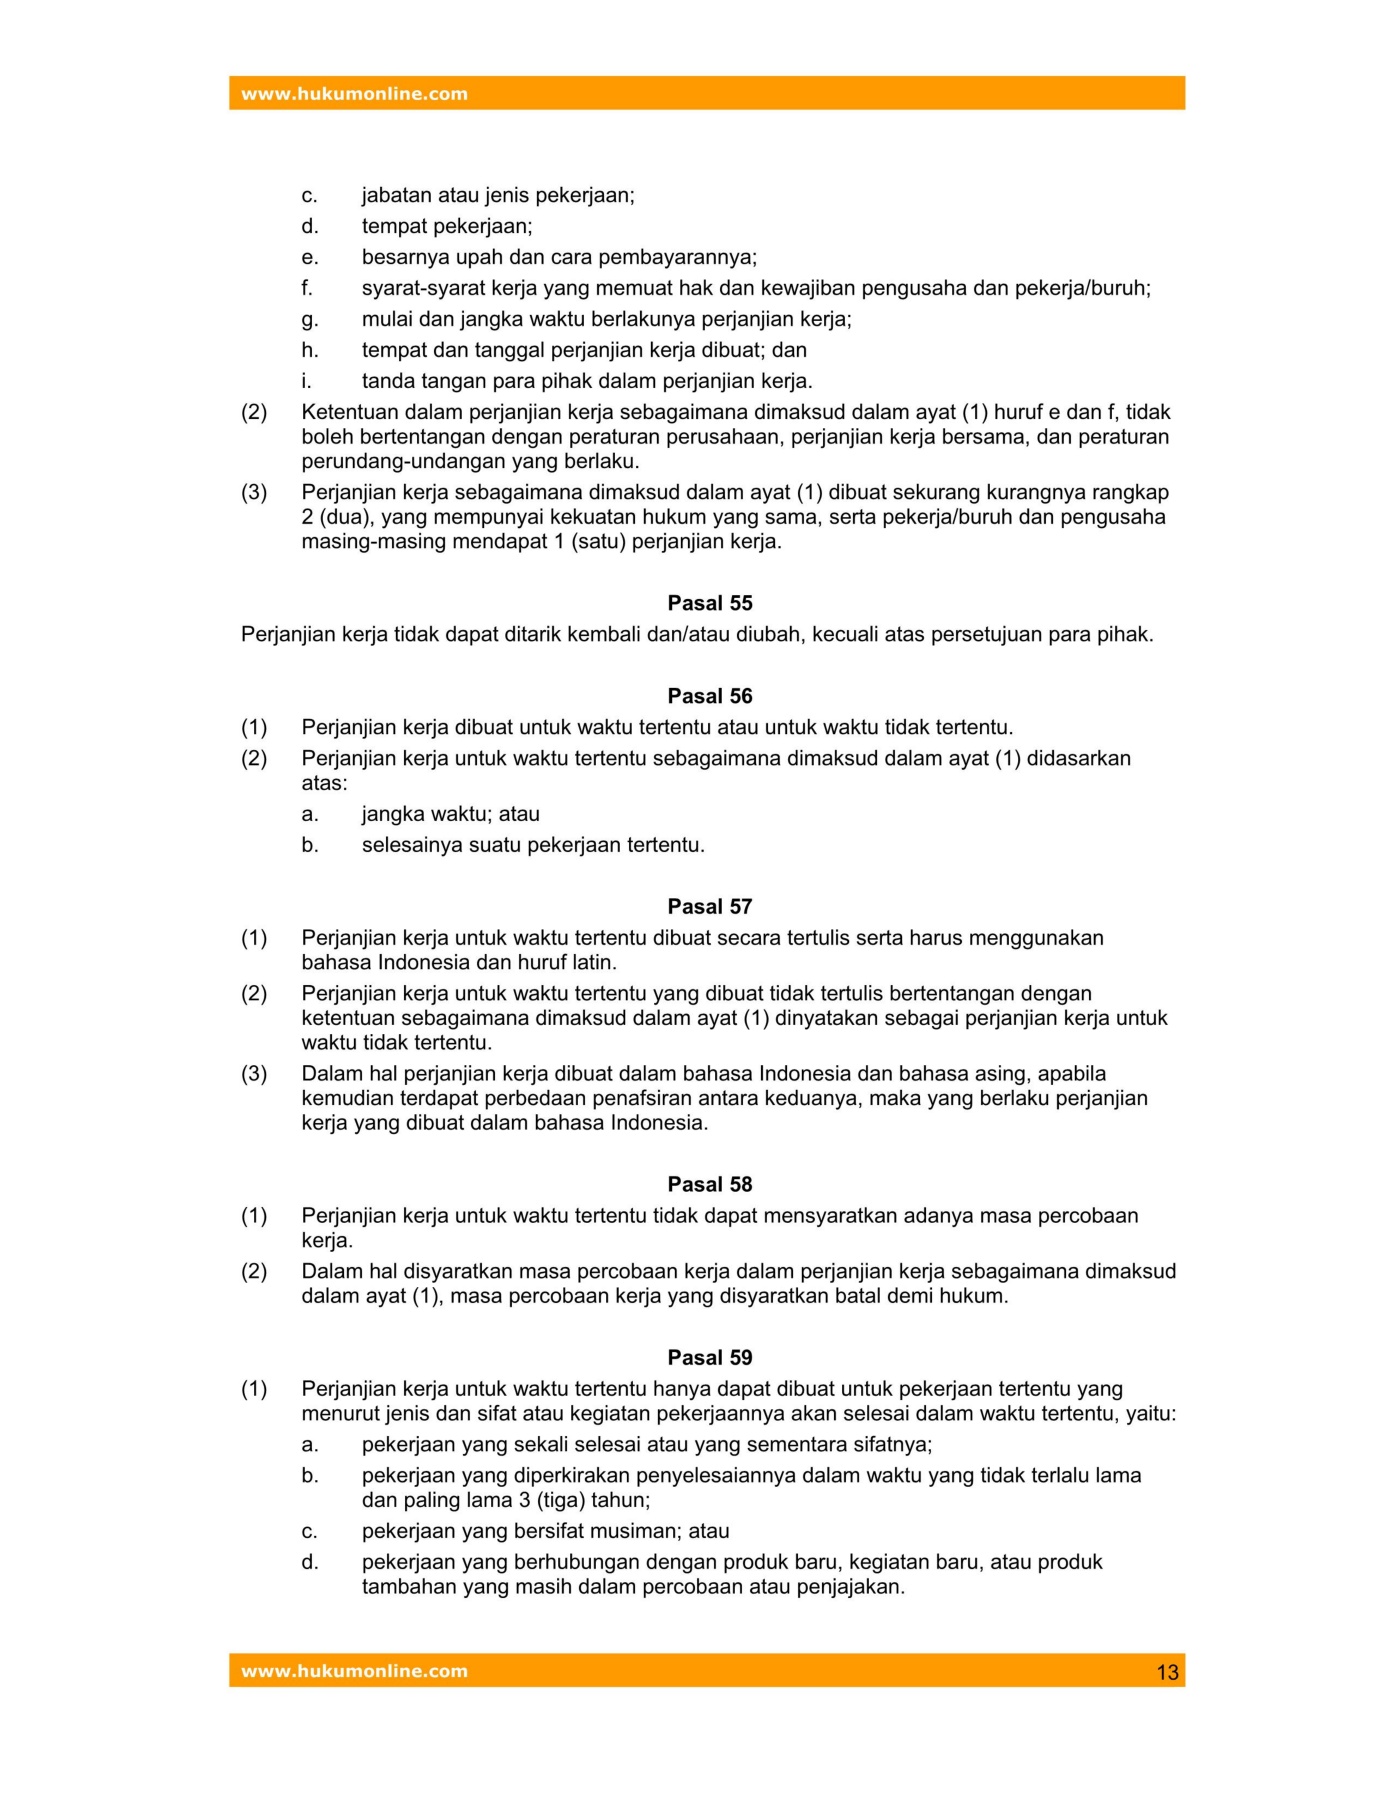 www.hukumonline.com
c. jabatan atau jenis pekerjaan;
d. tempat pekerjaan;
e. besarnya upah dan cara pembayarannya;
f. syarat-syarat kerja yang memuat hak dan kewajiban pengusaha dan pekerja/buruh;
g. mulai dan jangka waktu berlakunya perjanjian kerja;
h. tempat dan tanggal perjanjian kerja dibuat; dan
i. tanda tangan para pihak dalam perjanjian kerja.
(2) Ketentuan dalam perjanjian kerja sebagaimana dimaksud dalam ayat (1) huruf e dan f, tidak
boleh bertentangan dengan peraturan perusahaan, perjanjian kerja bersama, dan peraturan
perundang-undangan yang berlaku.
(3) Perjanjian kerja sebagaimana dimaksud dalam ayat (1) dibuat sekurang kurangnya rangkap
2 (dua), yang mempunyai kekuatan hukum yang sama, serta pekerja/buruh dan pengusaha
masing-masing mendapat 1 (satu) perjanjian kerja.
Pasal 55
Perjanjian kerja tidak dapat ditarik kembali dan/atau diubah, kecuali atas persetujuan para pihak.
Pasal 56
(1) Perjanjian kerja dibuat untuk waktu tertentu atau untuk waktu tidak tertentu.
(2) Perjanjian kerja untuk waktu tertentu sebagaimana dimaksud dalam ayat (1) didasarkan
atas:
a. jangka waktu; atau
b. selesainya suatu pekerjaan tertentu.
Pasal 57
(1) Perjanjian kerja untuk waktu tertentu dibuat secara tertulis serta harus menggunakan
bahasa Indonesia dan huruf latin.
(2) Perjanjian kerja untuk waktu tertentu yang dibuat tidak tertulis bertentangan dengan
ketentuan sebagaimana dimaksud dalam ayat (1) dinyatakan sebagai perjanjian kerja untuk
waktu tidak tertentu.
(3) Dalam hal perjanjian kerja dibuat dalam bahasa Indonesia dan bahasa asing, apabila
kemudian terdapat perbedaan penafsiran antara keduanya, maka yang berlaku perjanjian
kerja yang dibuat dalam bahasa Indonesia.
Pasal 58
(1) Perjanjian kerja untuk waktu tertentu tidak dapat mensyaratkan adanya masa percobaan
kerja.
(2) Dalam hal disyaratkan masa percobaan kerja dalam perjanjian kerja sebagaimana dimaksud
dalam ayat (1), masa percobaan kerja yang disyaratkan batal demi hukum.
Pasal 59
(1) Perjanjian kerja untuk waktu tertentu hanya dapat dibuat untuk pekerjaan tertentu yang
menurut jenis dan sifat atau kegiatan pekerjaannya akan selesai dalam waktu tertentu, yaitu:
a. pekerjaan yang sekali selesai atau yang sementara sifatnya;
b. pekerjaan yang diperkirakan penyelesaiannya dalam waktu yang tidak terlalu lama
dan paling lama 3 (tiga) tahun;
c. pekerjaan yang bersifat musiman; atau
d. pekerjaan yang berhubungan dengan produk baru, kegiatan baru, atau produk
tambahan yang masih dalam percobaan atau penjajakan.
www.hukumonline.com 13